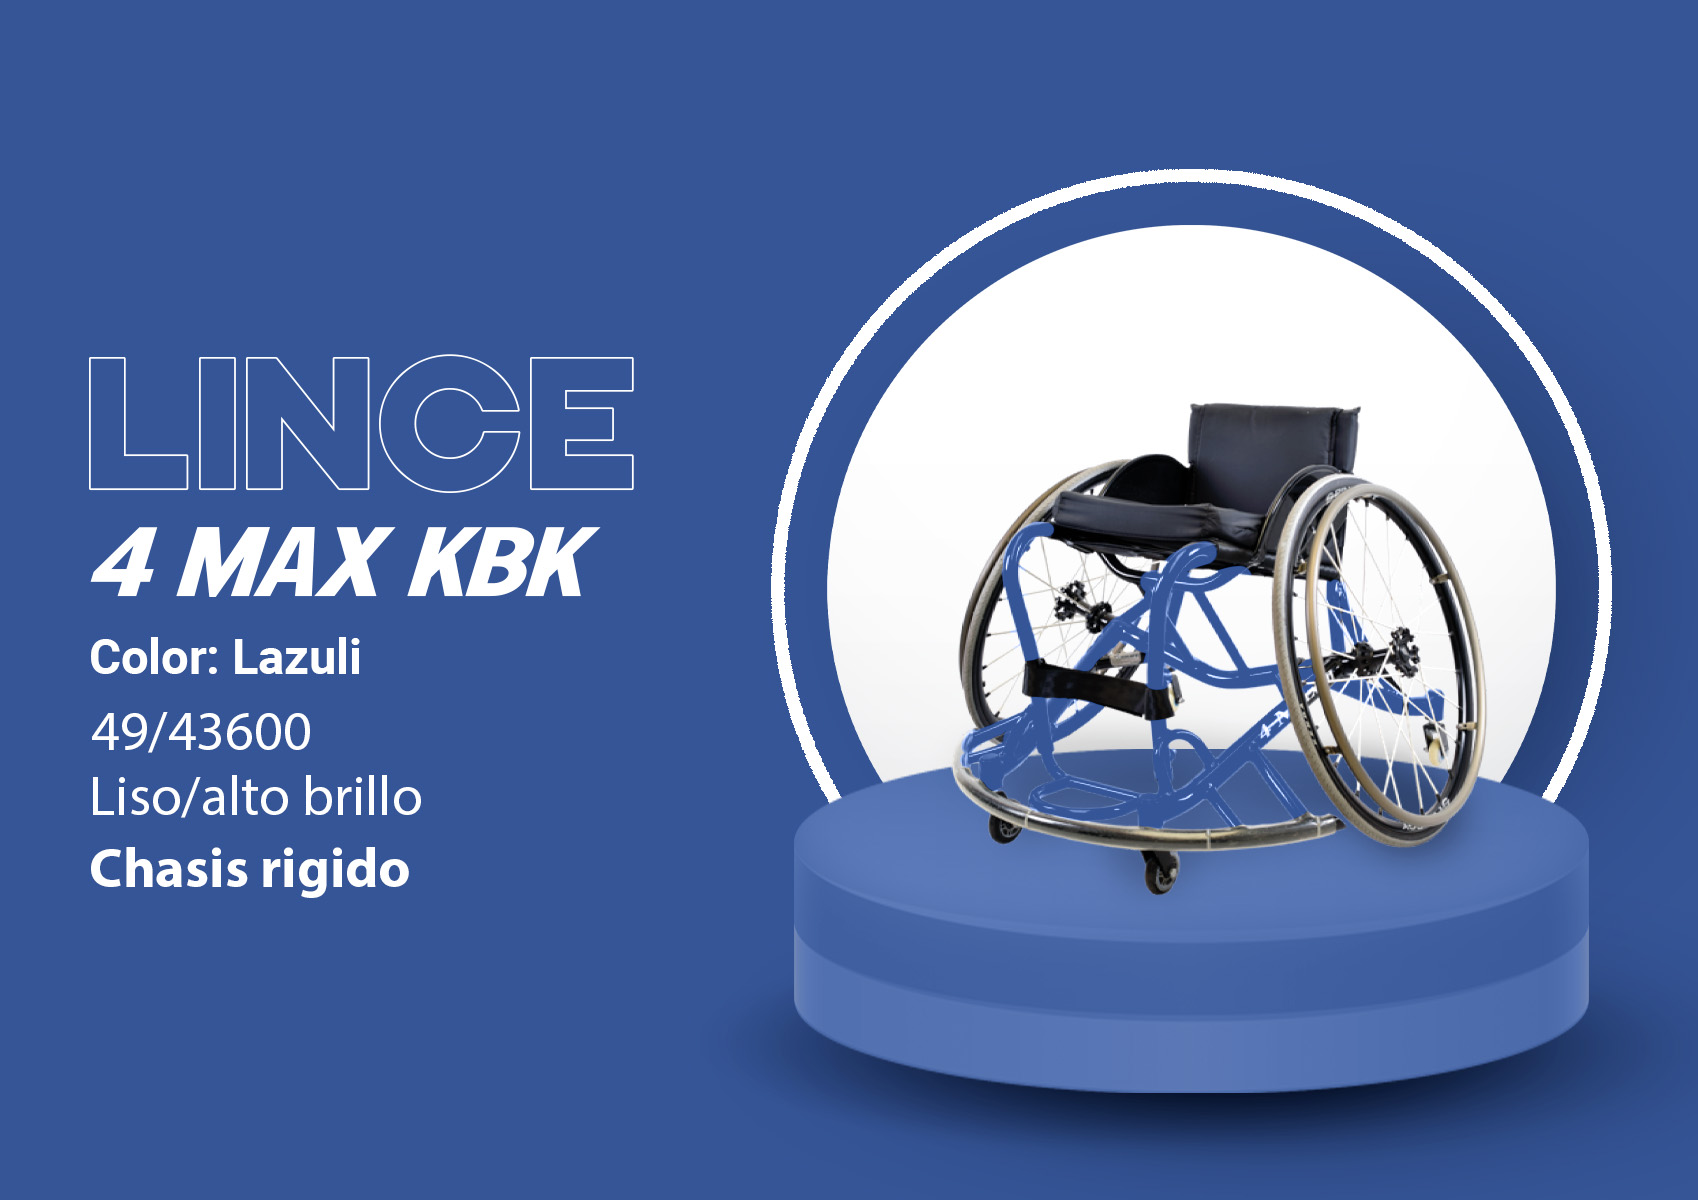 LINCE
4 MAX KBK
Color: Lazuli
49/43600
Liso/alto brillo
Chasis rigido